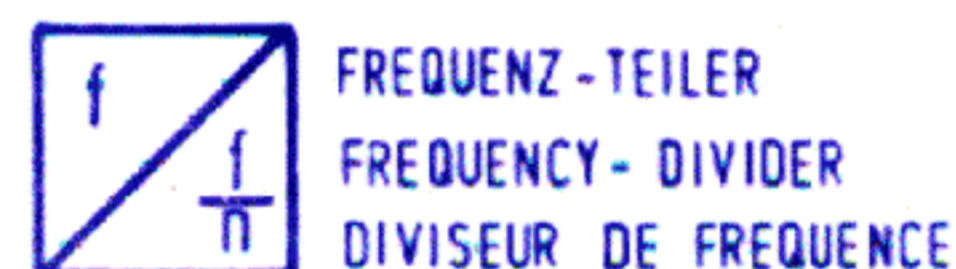 f
f
n
FREQUENZ-TEILER
FREQUENCY- DIVIDER
DIVISEUR DE FREQUENCE